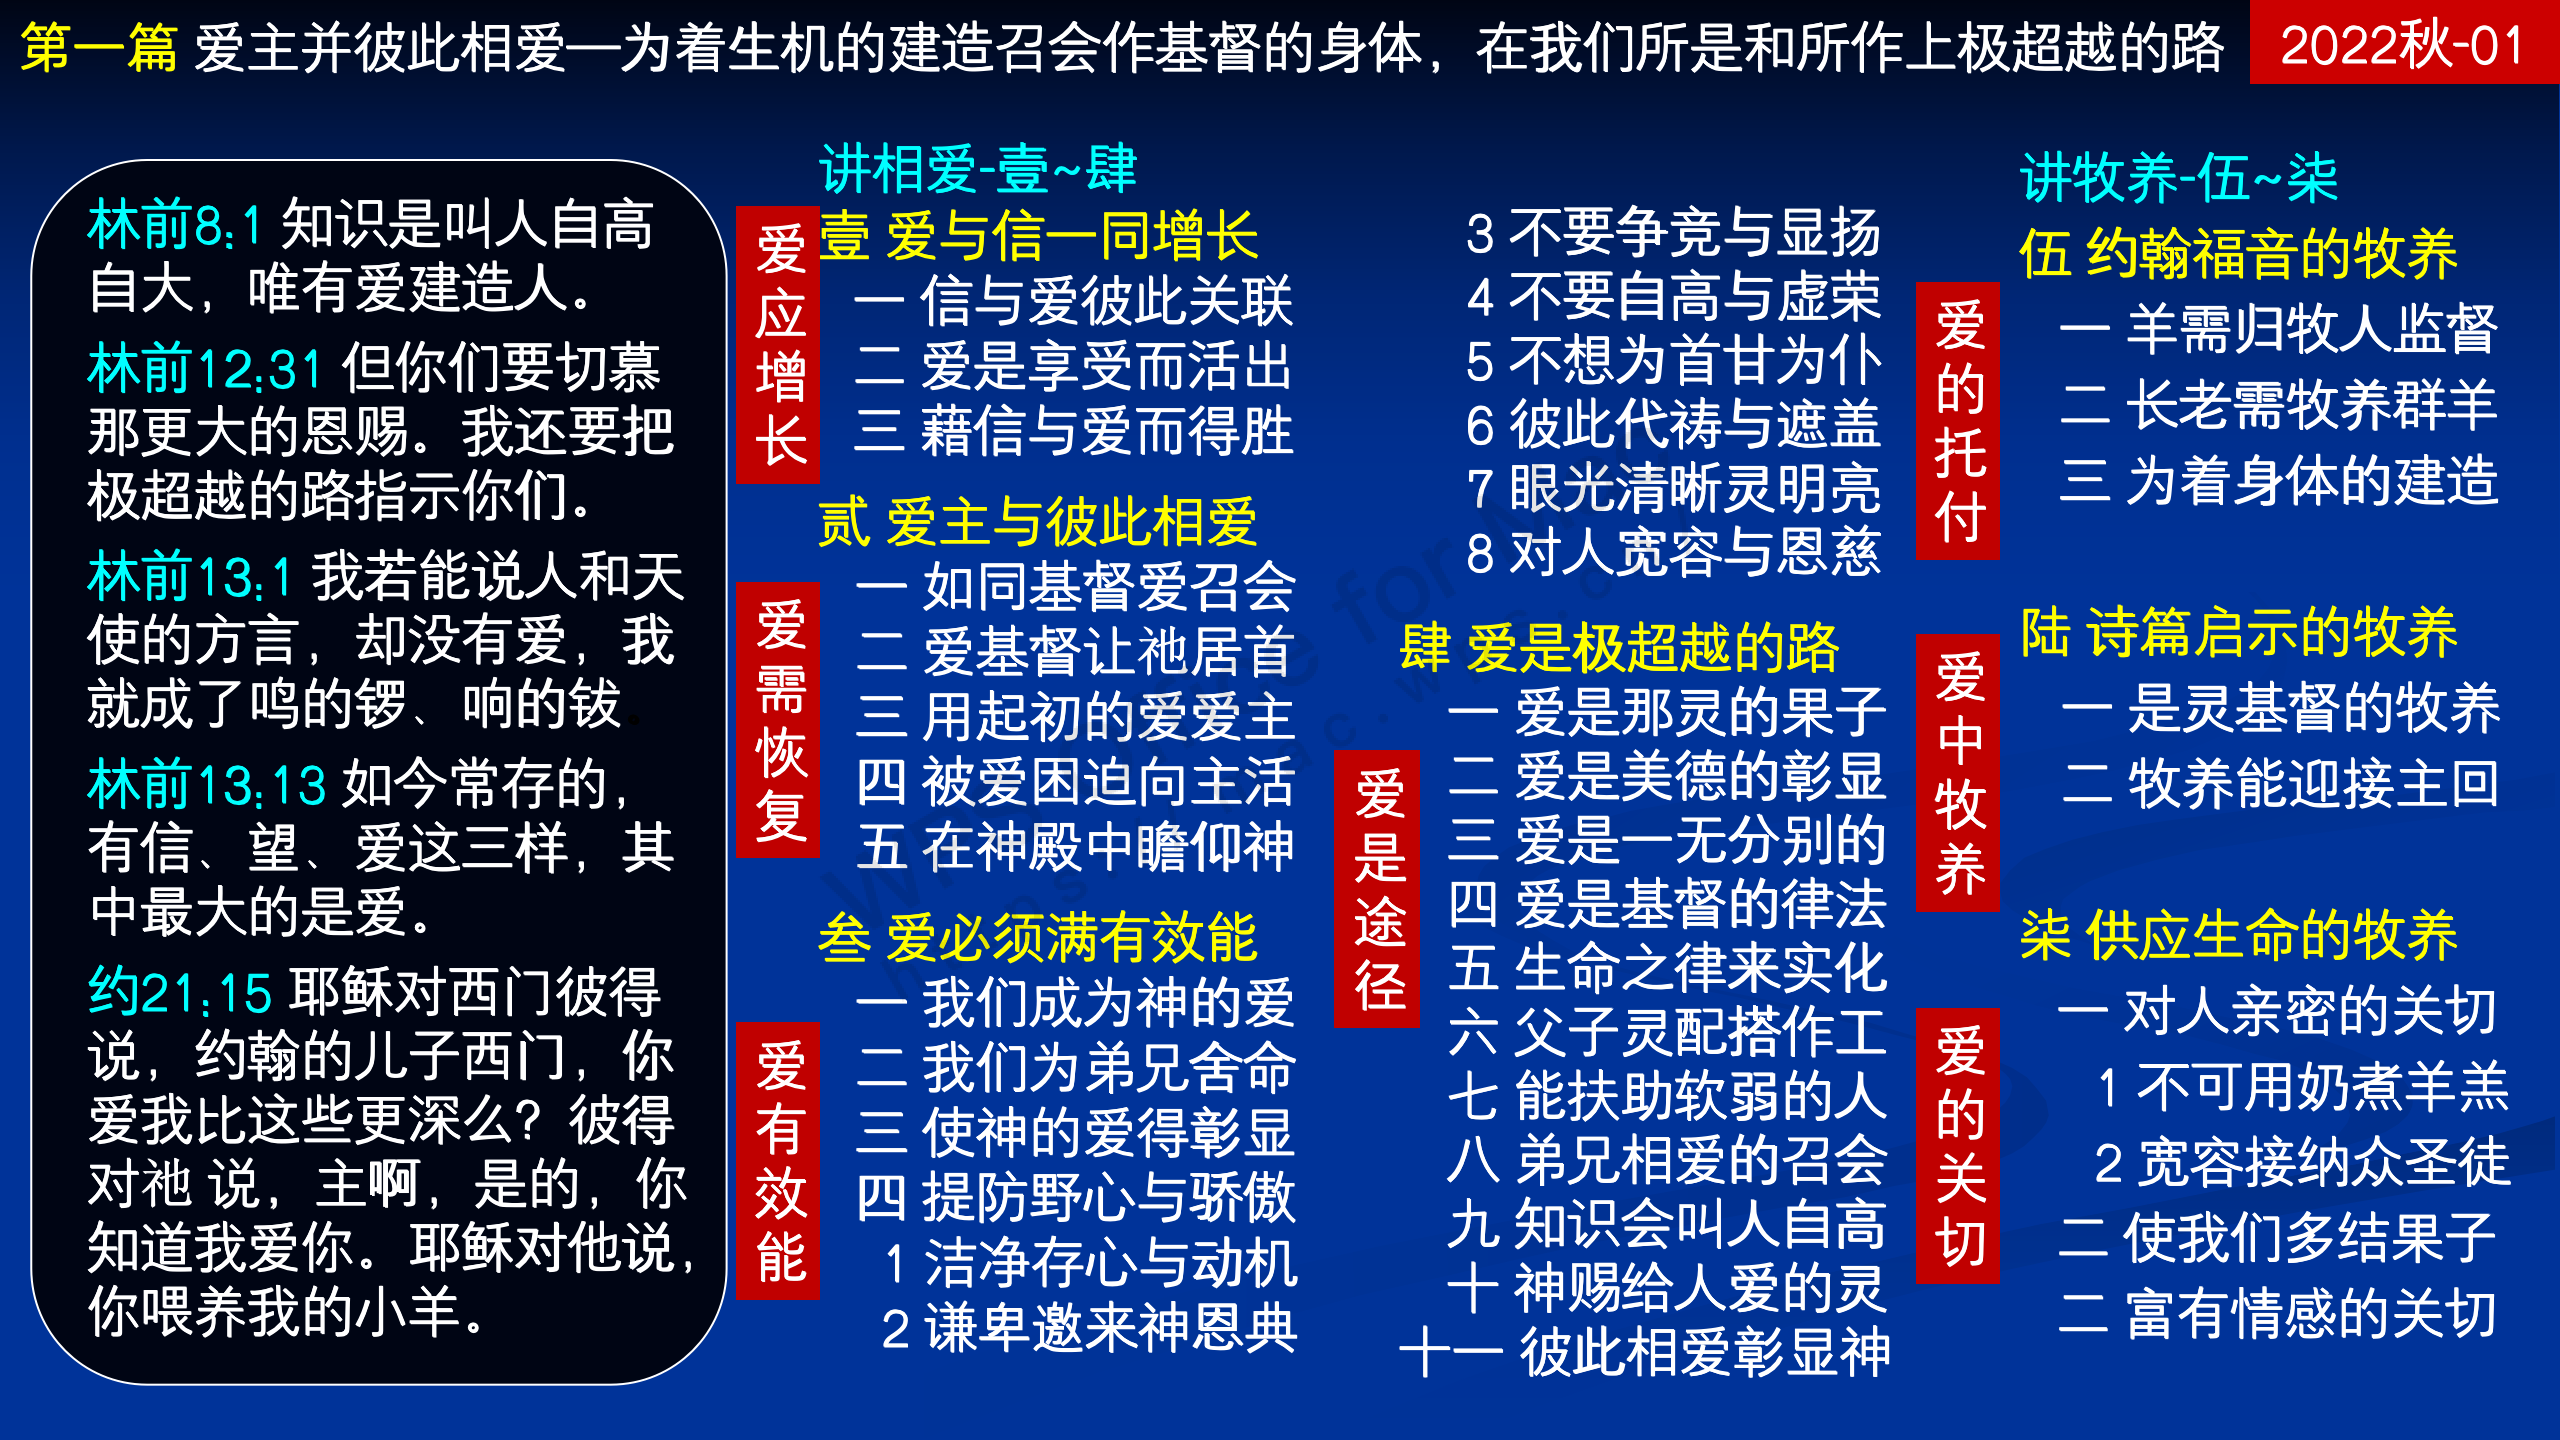 第一篇 爱主并彼此相爱—为着生机的建造召会作基督的身体，在我们所是和所作上极超越的路
2022秋-01
林前8:1 知识是叫人自高
自大，唯有爱建造人。
林前12:31 但你们要切慕
那更大的恩赐。我还要把
极超越的路指示你们。
林前13:1 我若能说人和天
使的方言，却没有爱，我
就成了鸣的锣、响的钹.
林前13:13 如今常存的，
有信、望、爱这三样，其
中最大的是爱。
约21:15 耶稣对西门彼得
说，约翰的儿子西门，你
爱我比这些更深么？彼得
对祂 说，主啊，是的，你
知道我爱你。耶稣对他说，
你喂养我的小羊。
讲相爱-壹~肆
爱应增长
壹 爱与信一同增长
一 信与爱彼此关联
二 爱是享受而活出
三 藉信与爱而得胜
爱需恢复
贰 爱主与彼此相爱
一 如同基督爱召会
二 爱基督让祂居首
三 用起初的爱爱主
四 被爱困迫向主活
五 在神殿中瞻仰神
爱有效能
叁 爱必须满有效能
一 我们成为神的爱
二 我们为弟兄舍命
三 使神的爱得彰显
四 提防野心与骄傲
1 洁净存心与动机
2 谦卑邀来神恩典
3 不要争竞与显扬
4 不要自高与虚荣
5 不想为首甘为仆
6 彼此代祷与遮盖
7 眼光清晰灵明亮
8 对人宽容与恩慈
爱是途径
肆 爱是极超越的路
一 爱是那灵的果子
二 爱是美德的彰显
三 爱是一无分别的
四 爱是基督的律法
五 生命之律来实化
六 父子灵配搭作工
七 能扶助软弱的人
八 弟兄相爱的召会
九 知识会叫人自高
十 神赐给人爱的灵
十一 彼此相爱彰显神
讲牧养-伍~柒
爱的托付
伍 约翰福音的牧养
一 羊需归牧人监督
二 长老需牧养群羊
三 为着身体的建造
爱中牧养
陆 诗篇启示的牧养
一 是灵基督的牧养
二 牧养能迎接主回
爱的关切
柒 供应生命的牧养
一 对人亲密的关切
1 不可用奶煮羊羔
2 宽容接纳众圣徒
二 使我们多结果子
二 富有情感的关切